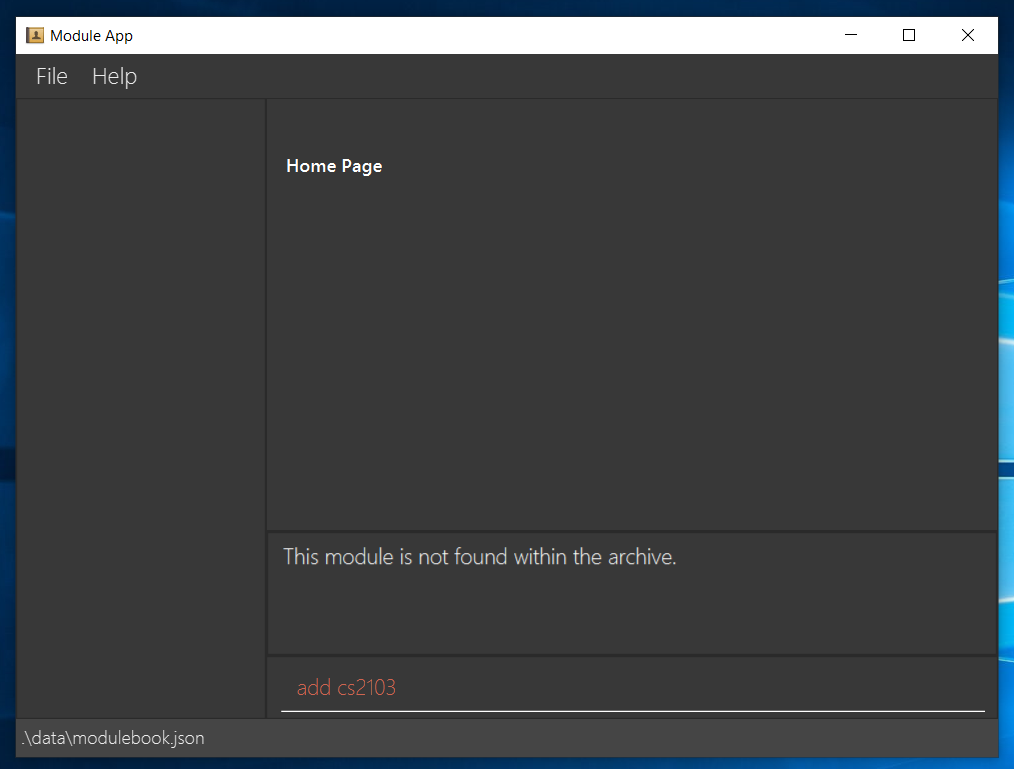 Module App
File Help
Home Page
This module is not found within the archive.
add cs2103
.\data\modulebook.json